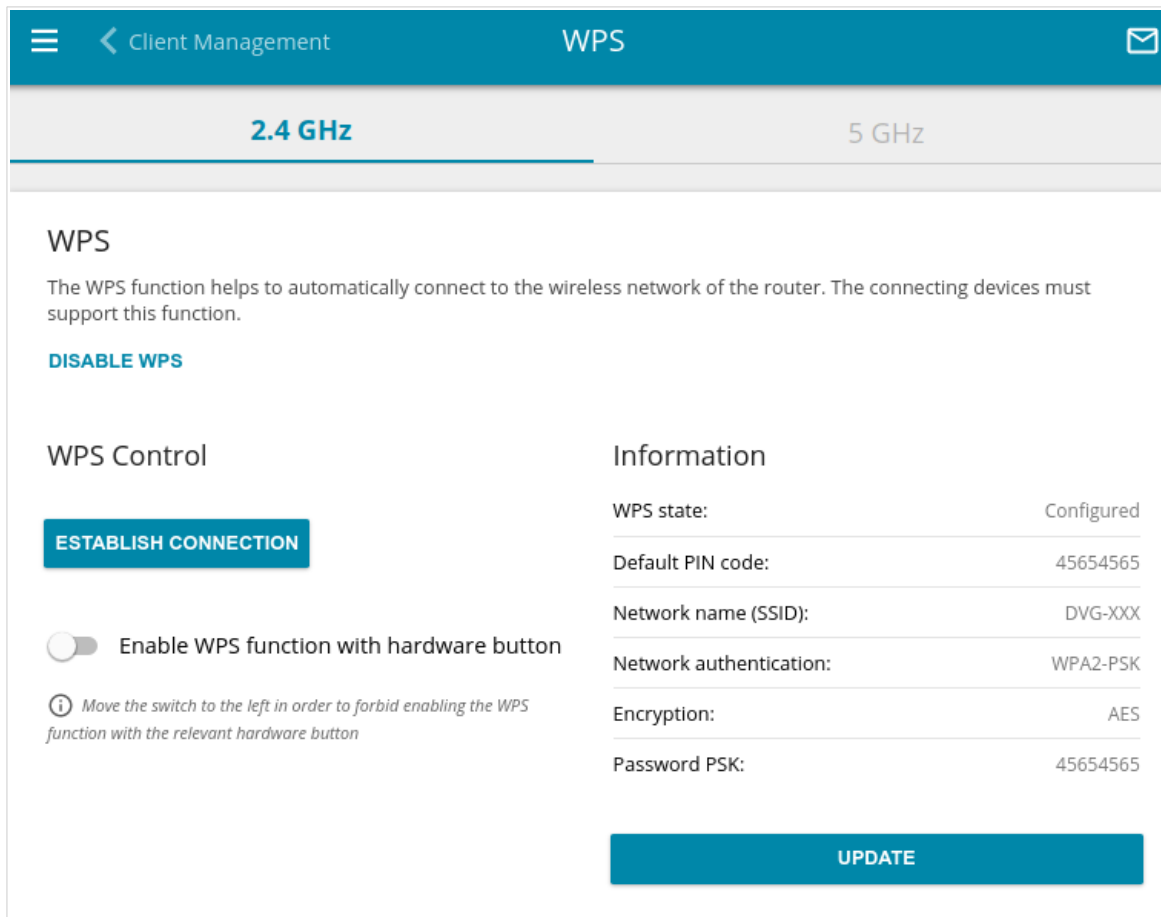 Client Management
WPS
2.4 GHz
5 GHz
WPS
The WPS function helps to automatically connect to the wireless network of the router. The connecting devices must
support this function.
DISABLE WPS
WPS Control
ESTABLISH CONNECTION
Enable WPS function with hardware button
Move the switch to the left in order to forbid enabling the WPS
function with the relevant hardware button
Information
WPS state: Configured
Default PIN code: 45654565
Network name (SSID): DVG-XXX
Network authentication: WPA2-PSK
Encryption: AES
Password PSK: 45654565
UPDATE